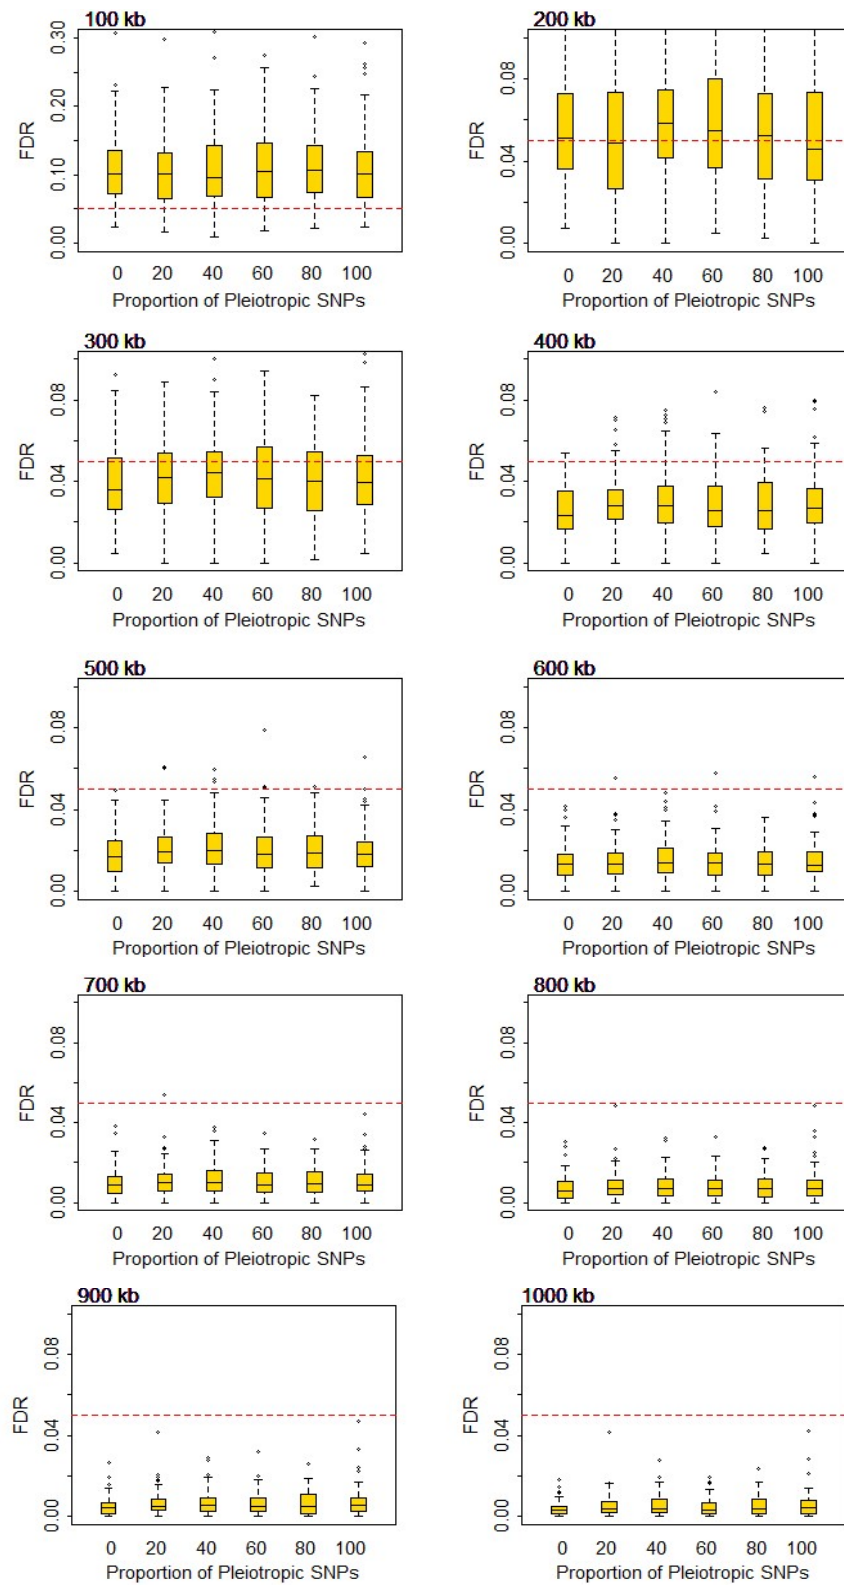 100 kb
FDR
0.00 0.10 0.20 0.30
0 20 40 60 80 100
Proportion of Pleiotropic SNPs
200 kb
FDR
0.00 0.04 0.08
0 20 40 60 80 100
Proportion of Pleiotropic SNPs
300 kb
FDR
0.00 0.04 0.08
0 20 40 60 80 100
Proportion of Pleiotropic SNPs
400 kb
FDR
0.00 0.04 0.08
0 20 40 60 80 100
Proportion of Pleiotropic SNPs
500 kb
FDR
0.00 0.04 0.08
0 20 40 60 80 100
Proportion of Pleiotropic SNPs
600 kb
FDR
0.00 0.04 0.08
0 20 40 60 80 100
Proportion of Pleiotropic SNPs
700 kb
FDR
0.00 0.04 0.08
0 20 40 60 80 100
Proportion of Pleiotropic SNPs
800 kb
FDR
0.00 0.04 0.08
0 20 40 60 80 100
Proportion of Pleiotropic SNPs
900 kb
FDR
0.00 0.04 0.08
0 20 40 60 80 100
Proportion of Pleiotropic SNPs
1000 kb
FDR
0.00 0.04 0.08
0 20 40 60 80 100
Proportion of Pleiotropic SNPs